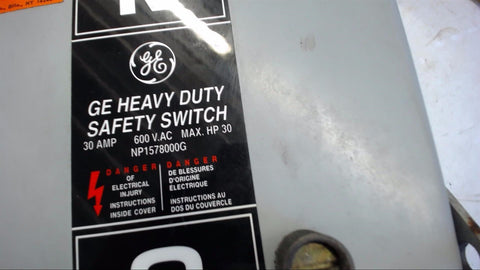 GE
GE HEAVY DUTY
SAFETY SWITCH
30 AMP 600 V.AC MAX. HP 30
NP1578000G
DANGER
OF
ELECTRICAL
INJURY
INSTRUCTIONS
INSIDE COVER
DANGER
DE BLESSURES
D'ORIGINE
ELECTRIQUE
INSTRUCTIONS AU
DOS DU COUVERCLE